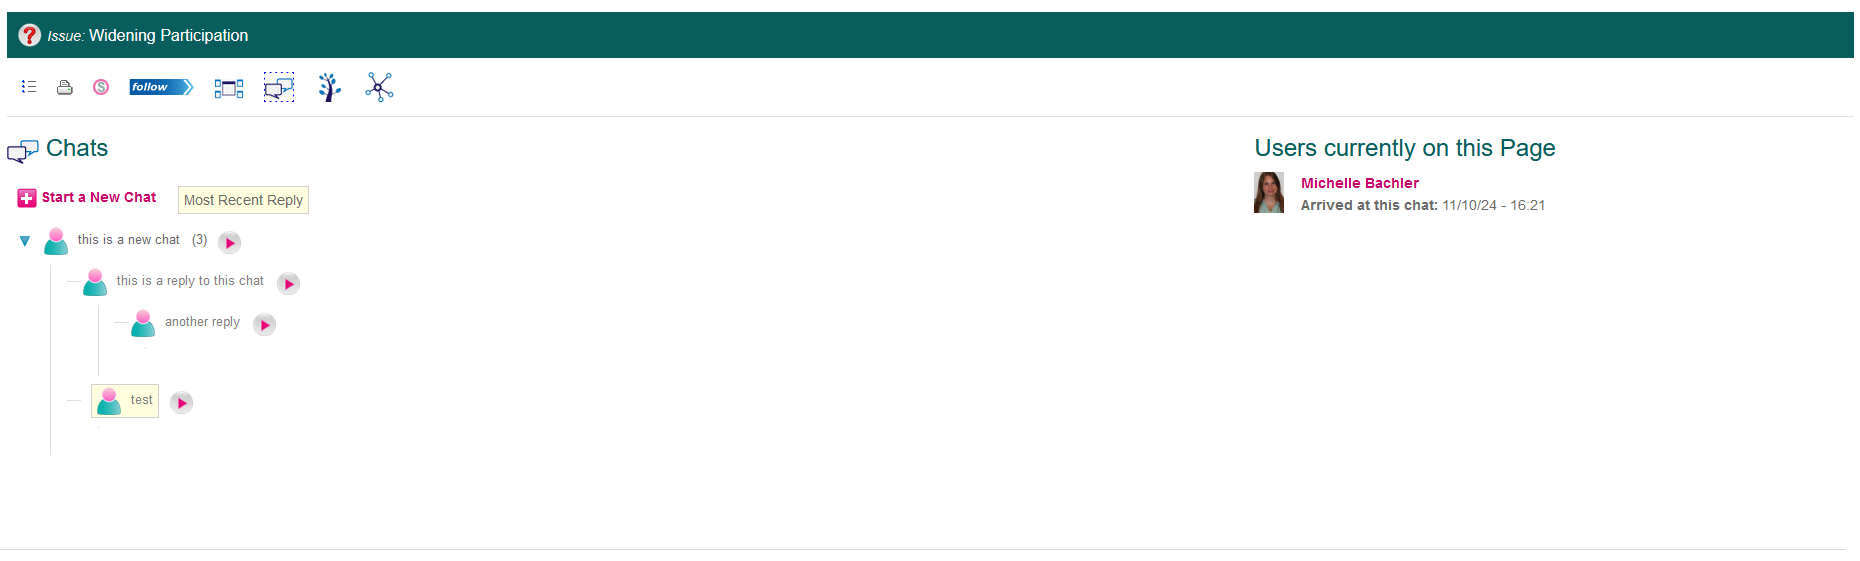 Issue: Widening Participation
S
follow
Chats
Start a New Chat
Most Recent Reply
this is a new chat (3)
this is a reply to this chat
another reply
test
Users currently on this Page
Michelle Bachler
Arrived at this chat: 11/10/24 - 16:21